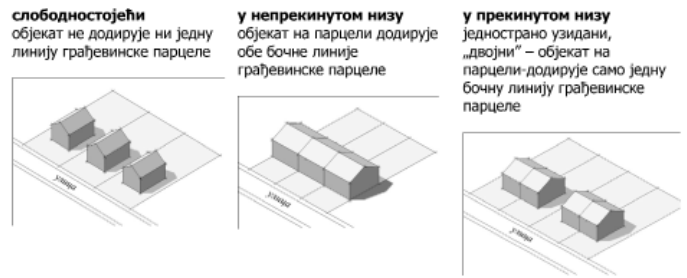 слободностојећи
објекат не додирује ни једну
линију грађевинске парцеле
улица
у непрекинутом низу
објекат на парцели додирује
обе бочне линије
грађевинске парцеле
улица
у прекинутом низу
једнострано узидани,
„двојни” – објекат на
парцели-додирује само једну
бочну линију грађевинске
парцеле
улица